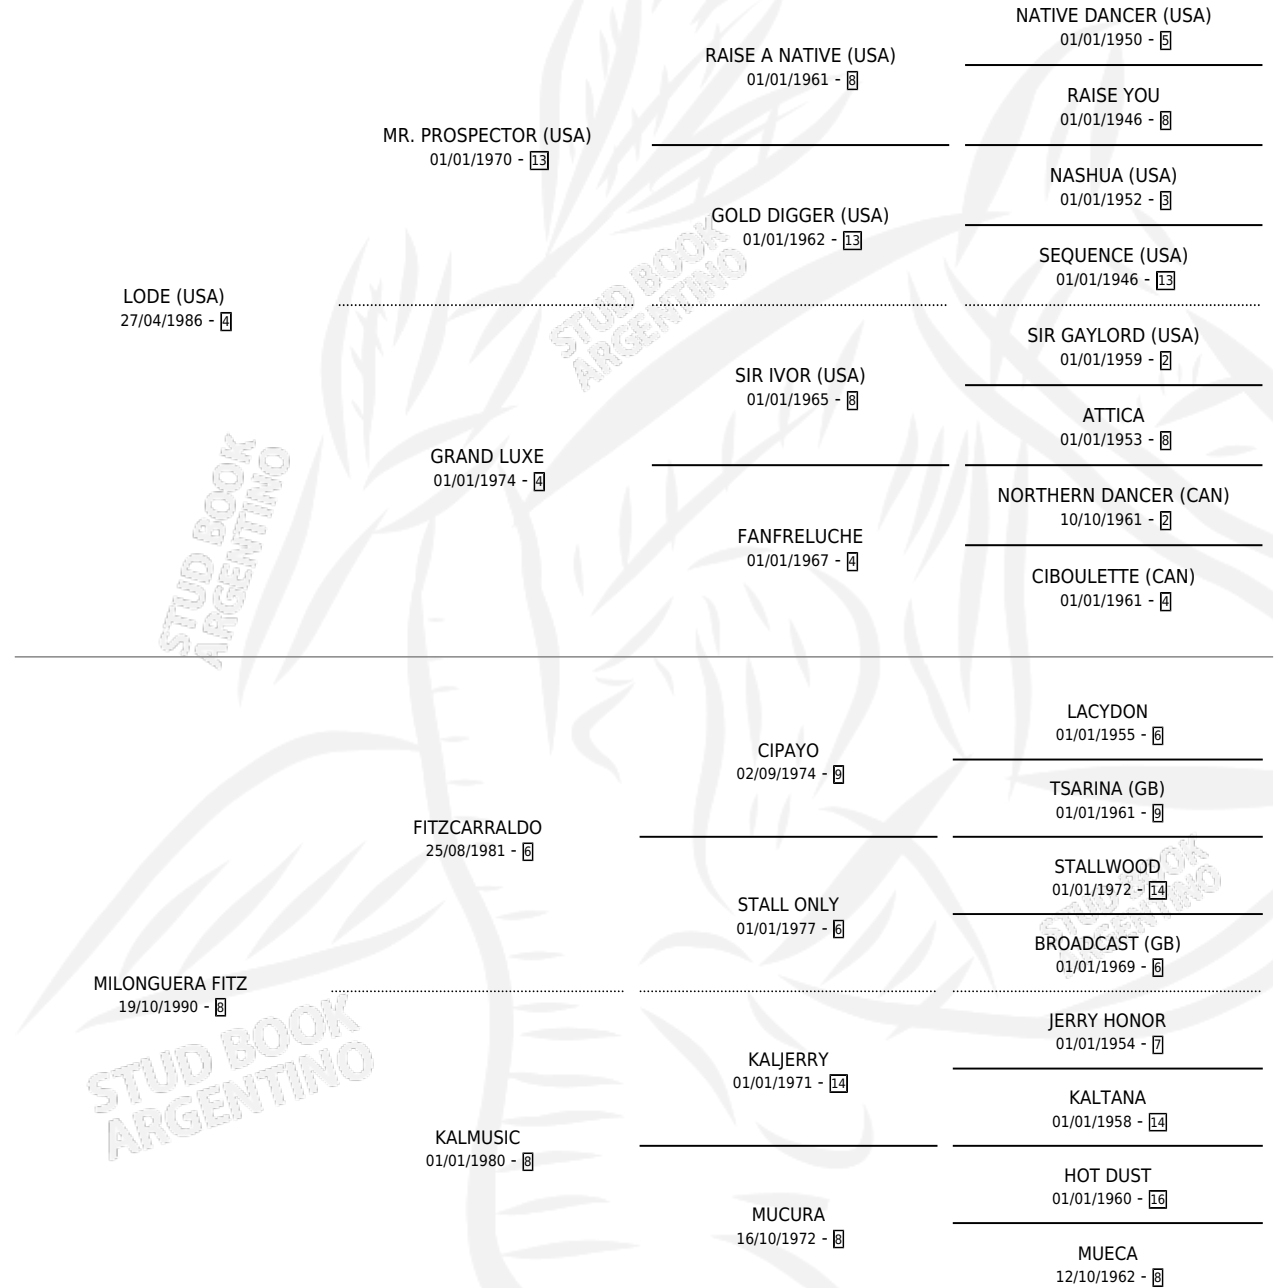 NATIVE DANCER (USA)
01/01/1950 - 5
RAISE A NATIVE (USA)
01/01/1961 - 8
RAISE YOU
01/01/1946 - 8
MR. PROSPECTOR (USA)
01/01/1970 - 13
NASHUA (USA)
01/01/1952 - 3
GOLD DIGGER (USA)
01/01/1962 - 13
SEQUENCE (USA)
01/01/1946 - 13
LODE (USA)
27/04/1986 - 4
STUD BOOK
ARGENTINO
SIR GAYLORD (USA)
01/01/1959 - 2
SIR IVOR (USA)
01/01/1965 - 8
ATTICA
01/01/1953 - 8
GRAND LUXE
01/01/1974 - 4
NORTHERN DANCER (CAN)
10/10/1961 - 2
FANFRELUCHE
01/01/1967 - 4
CIBOULETTE (CAN)
01/01/1961 - 4
STUD BOOK
ARGENTINO
LACYDON
01/01/1955 - 6
CIPAYO
02/09/1974 - 9
TSARINA (GB)
01/01/1961 - 9
FITZCARRALDO
25/08/1981 - 6
STALLWOOD
01/01/1972 - 14
STALL ONLY
01/01/1977 - 6
STUD BOOK
ARGENTINO
BROADCAST (GB)
01/01/1969 - 6
MILONGUERA FITZ
19/10/1990 - 8
JERRY HONOR
01/01/1954 - 7
KALJERRY
01/01/1971 - 14
STUD BOOK
ARGENTINO
KALTANA
01/01/1958 - 14
KALMUSIC
01/01/1980 - 8
HOT DUST
01/01/1960 - 16
MUCURA
16/10/1972 - 8
MUECA
12/10/1962 - 8